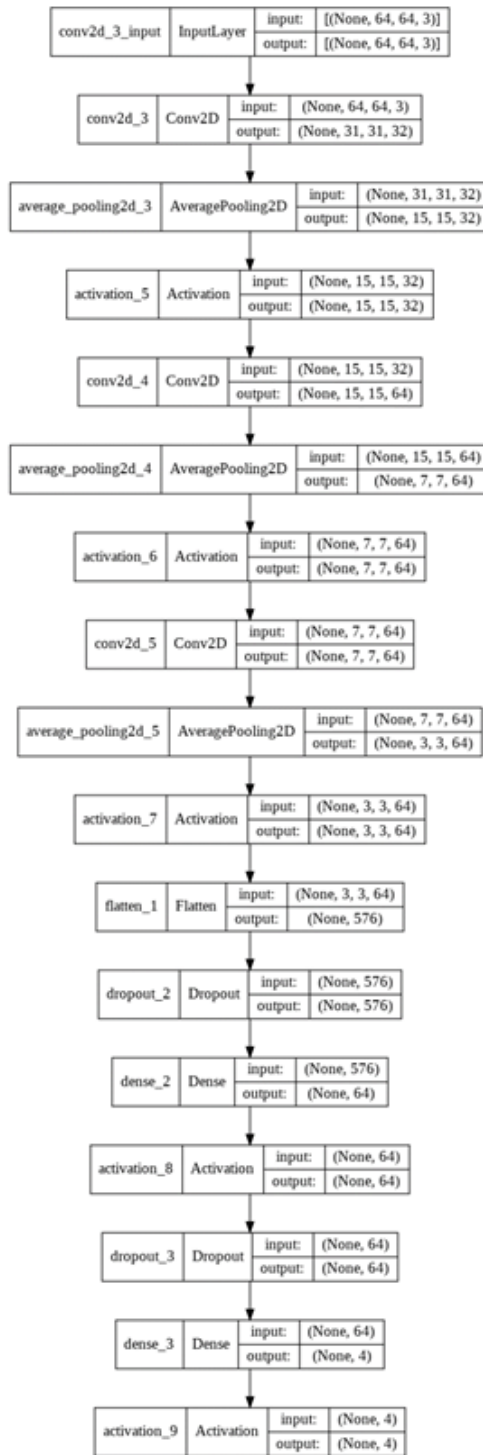 conv2d_3_input InputLayer input: [(None, 64, 64, 3)]
output: [(None, 64, 64, 3)]
conv2d_3 Conv2D input: (None, 64, 64, 3)
output: (None, 31, 31, 32)
average_pooling2d_3 AveragePooling2D input: (None, 31, 31, 32)
output: (None, 15, 15, 32)
activation_5 Activation input: (None, 15, 15, 32)
output: (None, 15, 15, 32)
conv2d_4 Conv2D input: (None, 15, 15, 32)
output: (None, 15, 15, 64)
average_pooling2d_4 AveragePooling2D input: (None, 15, 15, 64)
output: (None, 7, 7, 64)
activation_6 Activation input: (None, 7, 7, 64)
output: (None, 7, 7, 64)
conv2d_5 Conv2D input: (None, 7, 7, 64)
output: (None, 7, 7, 64)
average_pooling2d_5 AveragePooling2D input: (None, 7, 7, 64)
output: (None, 3, 3, 64)
activation_7 Activation input: (None, 3, 3, 64)
output: (None, 3, 3, 64)
flatten_1 Flatten input: (None, 3, 3, 64)
output: (None, 576)
dropout_2 Dropout input: (None, 576)
output: (None, 576)
dense_2 Dense input: (None, 576)
output: (None, 64)
activation_8 Activation input: (None, 64)
output: (None, 64)
dropout_3 Dropout input: (None, 64)
output: (None, 64)
dense_3 Dense input: (None, 64)
output: (None, 4)
activation_9 Activation input: (None, 4)
output: (None, 4)